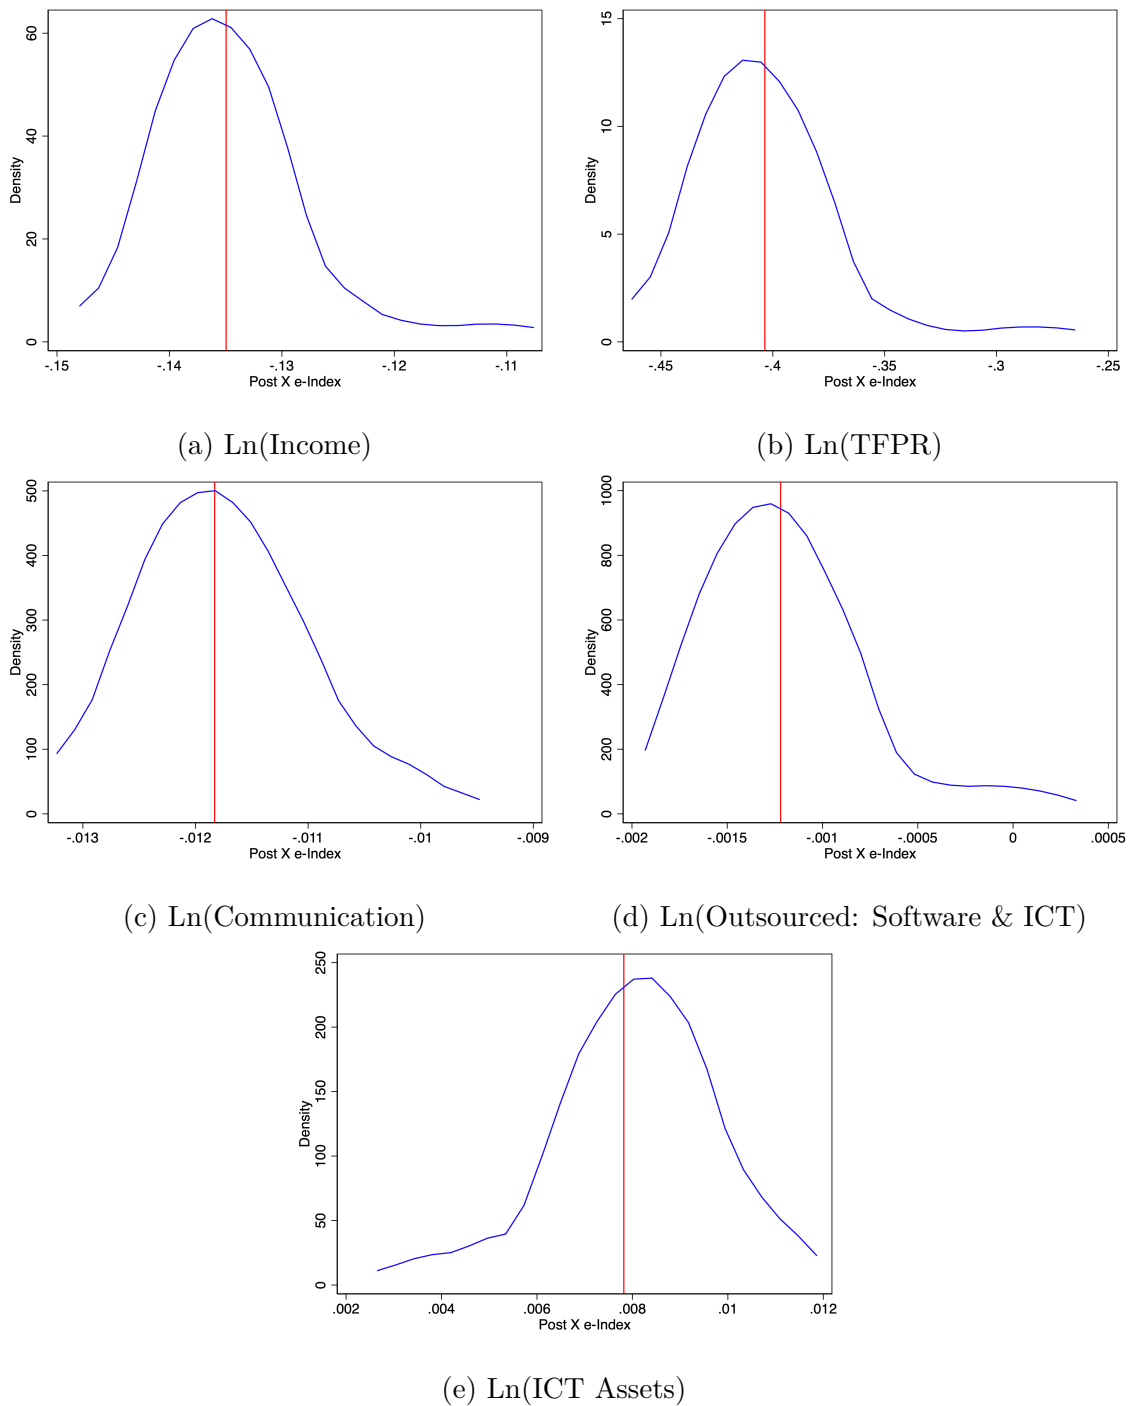 60
40
20
0
Density
-.15 -.14 -.13 -.12 -.11
Post X e-Index
(a) Ln(Income)
15
10
5
0
Density
-.45 -.4 -.35 -.3 -.25
Post X e-Index
(b) Ln(TFPR)
500
400
300
200
100
0
Density
-.013 -.012 -.011 -.01 -.009
Post X e-Index
(c) Ln(Communication)
1000
800
600
400
200
0
Density
-.002 -.0015 -.001 -.0005 0 .0005
Post X e-Index
(d) Ln(Outsourced: Software & ICT)
250
200
150
100
50
0
Density
.002 .004 .006 .008 .01 .012
Post X e-Index
(e) Ln(ICT Assets)